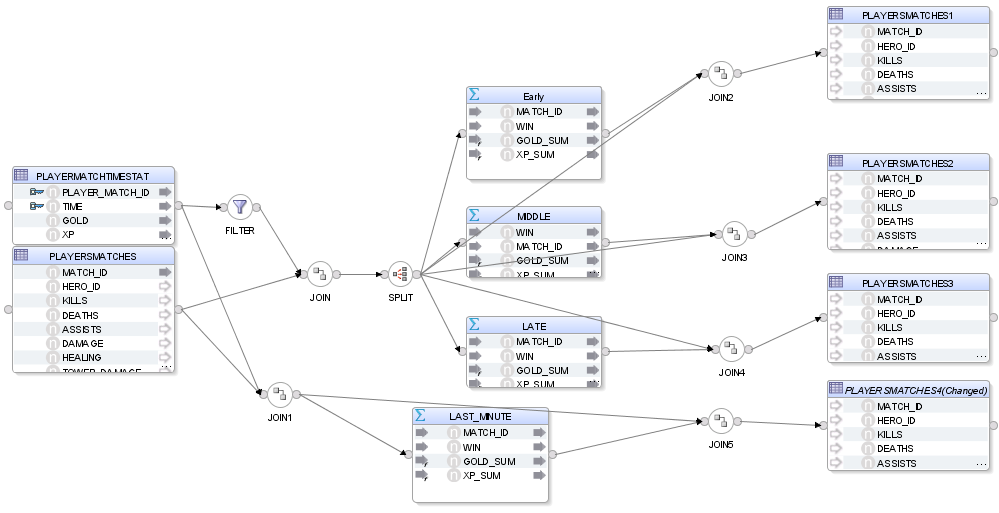 PLAYERMATCHTIMESTAT
PLAYER_MATCH_ID
TIME
GOLD
XP
...
PLAYERSMATCHES
MATCH_ID
HERO_ID
KILLS
DEATHS
ASSISTS
DAMAGE
HEALING
TOWER_DAMAGE
...
FILTER
JOIN
SPLIT
JOIN1
Early
MATCH_ID
WIN
GOLD_SUM
XP_SUM
MIDDLE
WIN
MATCH_ID
GOLD_SUM
XP_SUM
LATE
MATCH_ID
WIN
GOLD_SUM
XP_SUM
LAST_MINUTE
MATCH_ID
WIN
GOLD_SUM
XP_SUM
JOIN2
JOIN3
JOIN4
JOIN5
PLAYERSMATCHES1
MATCH_ID
HERO_ID
KILLS
DEATHS
ASSISTS
...
PLAYERSMATCHES2
MATCH_ID
HERO_ID
KILLS
DEATHS
ASSISTS
...
DAMAGE
PLAYERSMATCHES3
MATCH_ID
HERO_ID
KILLS
DEATHS
ASSISTS
...
PLAYERSMATCHES4(Changed)
MATCH_ID
HERO_ID
KILLS
DEATHS
ASSISTS
...